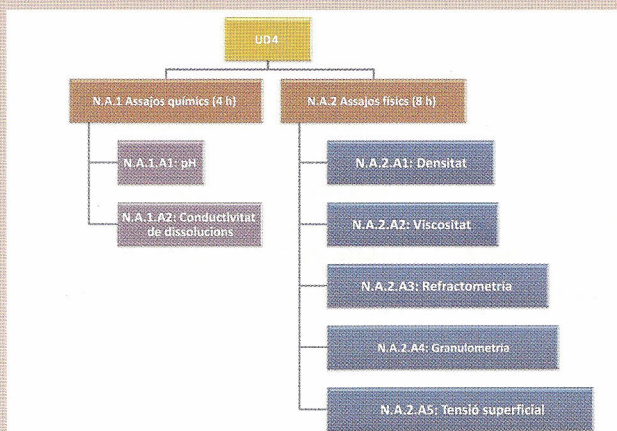 UD4
N.A.1 Assajos químics (4 h)
N.A.2 Assajos físics (8 h)
N.A.1.A1: pH
N.A.1.A2: Conductivitat
de dissolucions
N.A.2.A1: Densitat
N.A.2.A2: Viscositat
N.A.2.A3: Refractometria
N.A.2.A4: Granulometria
N.A.2.A5: Tensió superficial